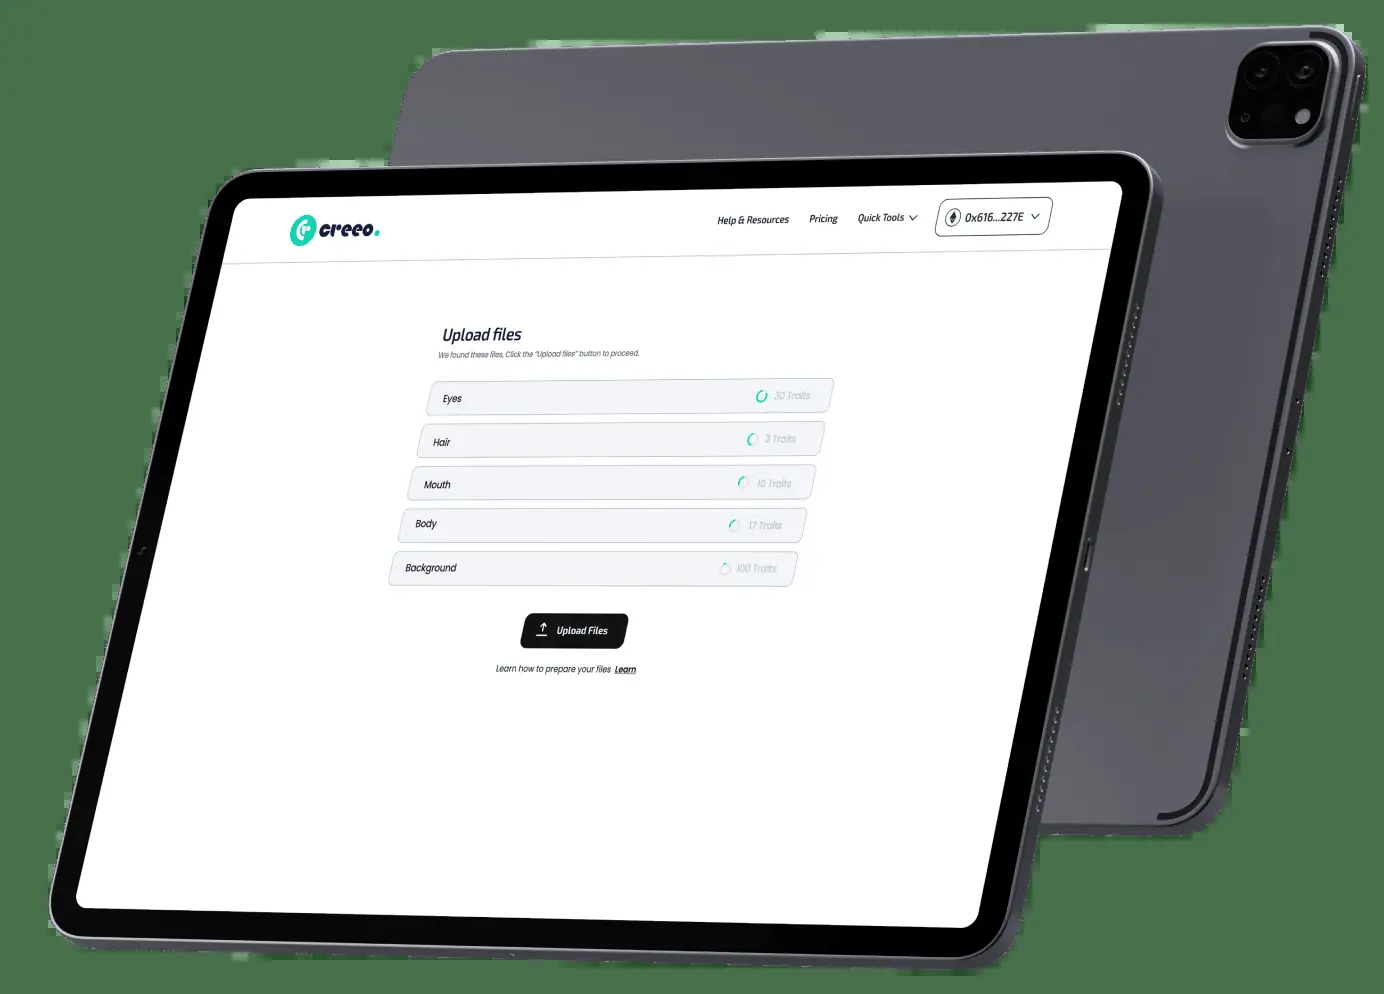 creeo.
Help & Resources
Pricing
Quick Tools
0x616...227E
Upload files
We found these files, Click the "Upload files" button to proceed.
Eyes
30 Traits
Hair
3 Traits
Mouth
10 Traits
Body
17 Traits
Background
100 Traits
Upload Files
Learn how to prepare your files Learn